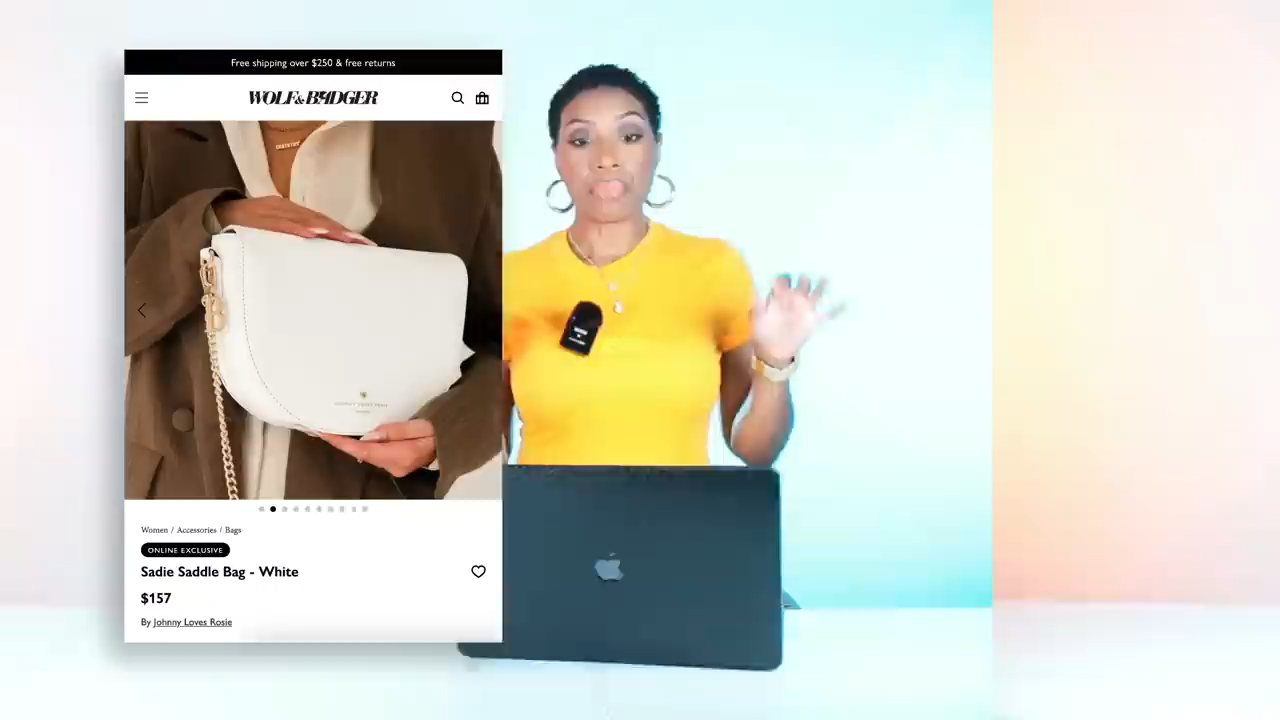 Free shipping over $250 & free returns
WOLF&BADGER
Women / Accessories / Bags
ONLINE EXCLUSIVE
Sadie Saddle Bag - White
$157
By Johnny Loves Rosie